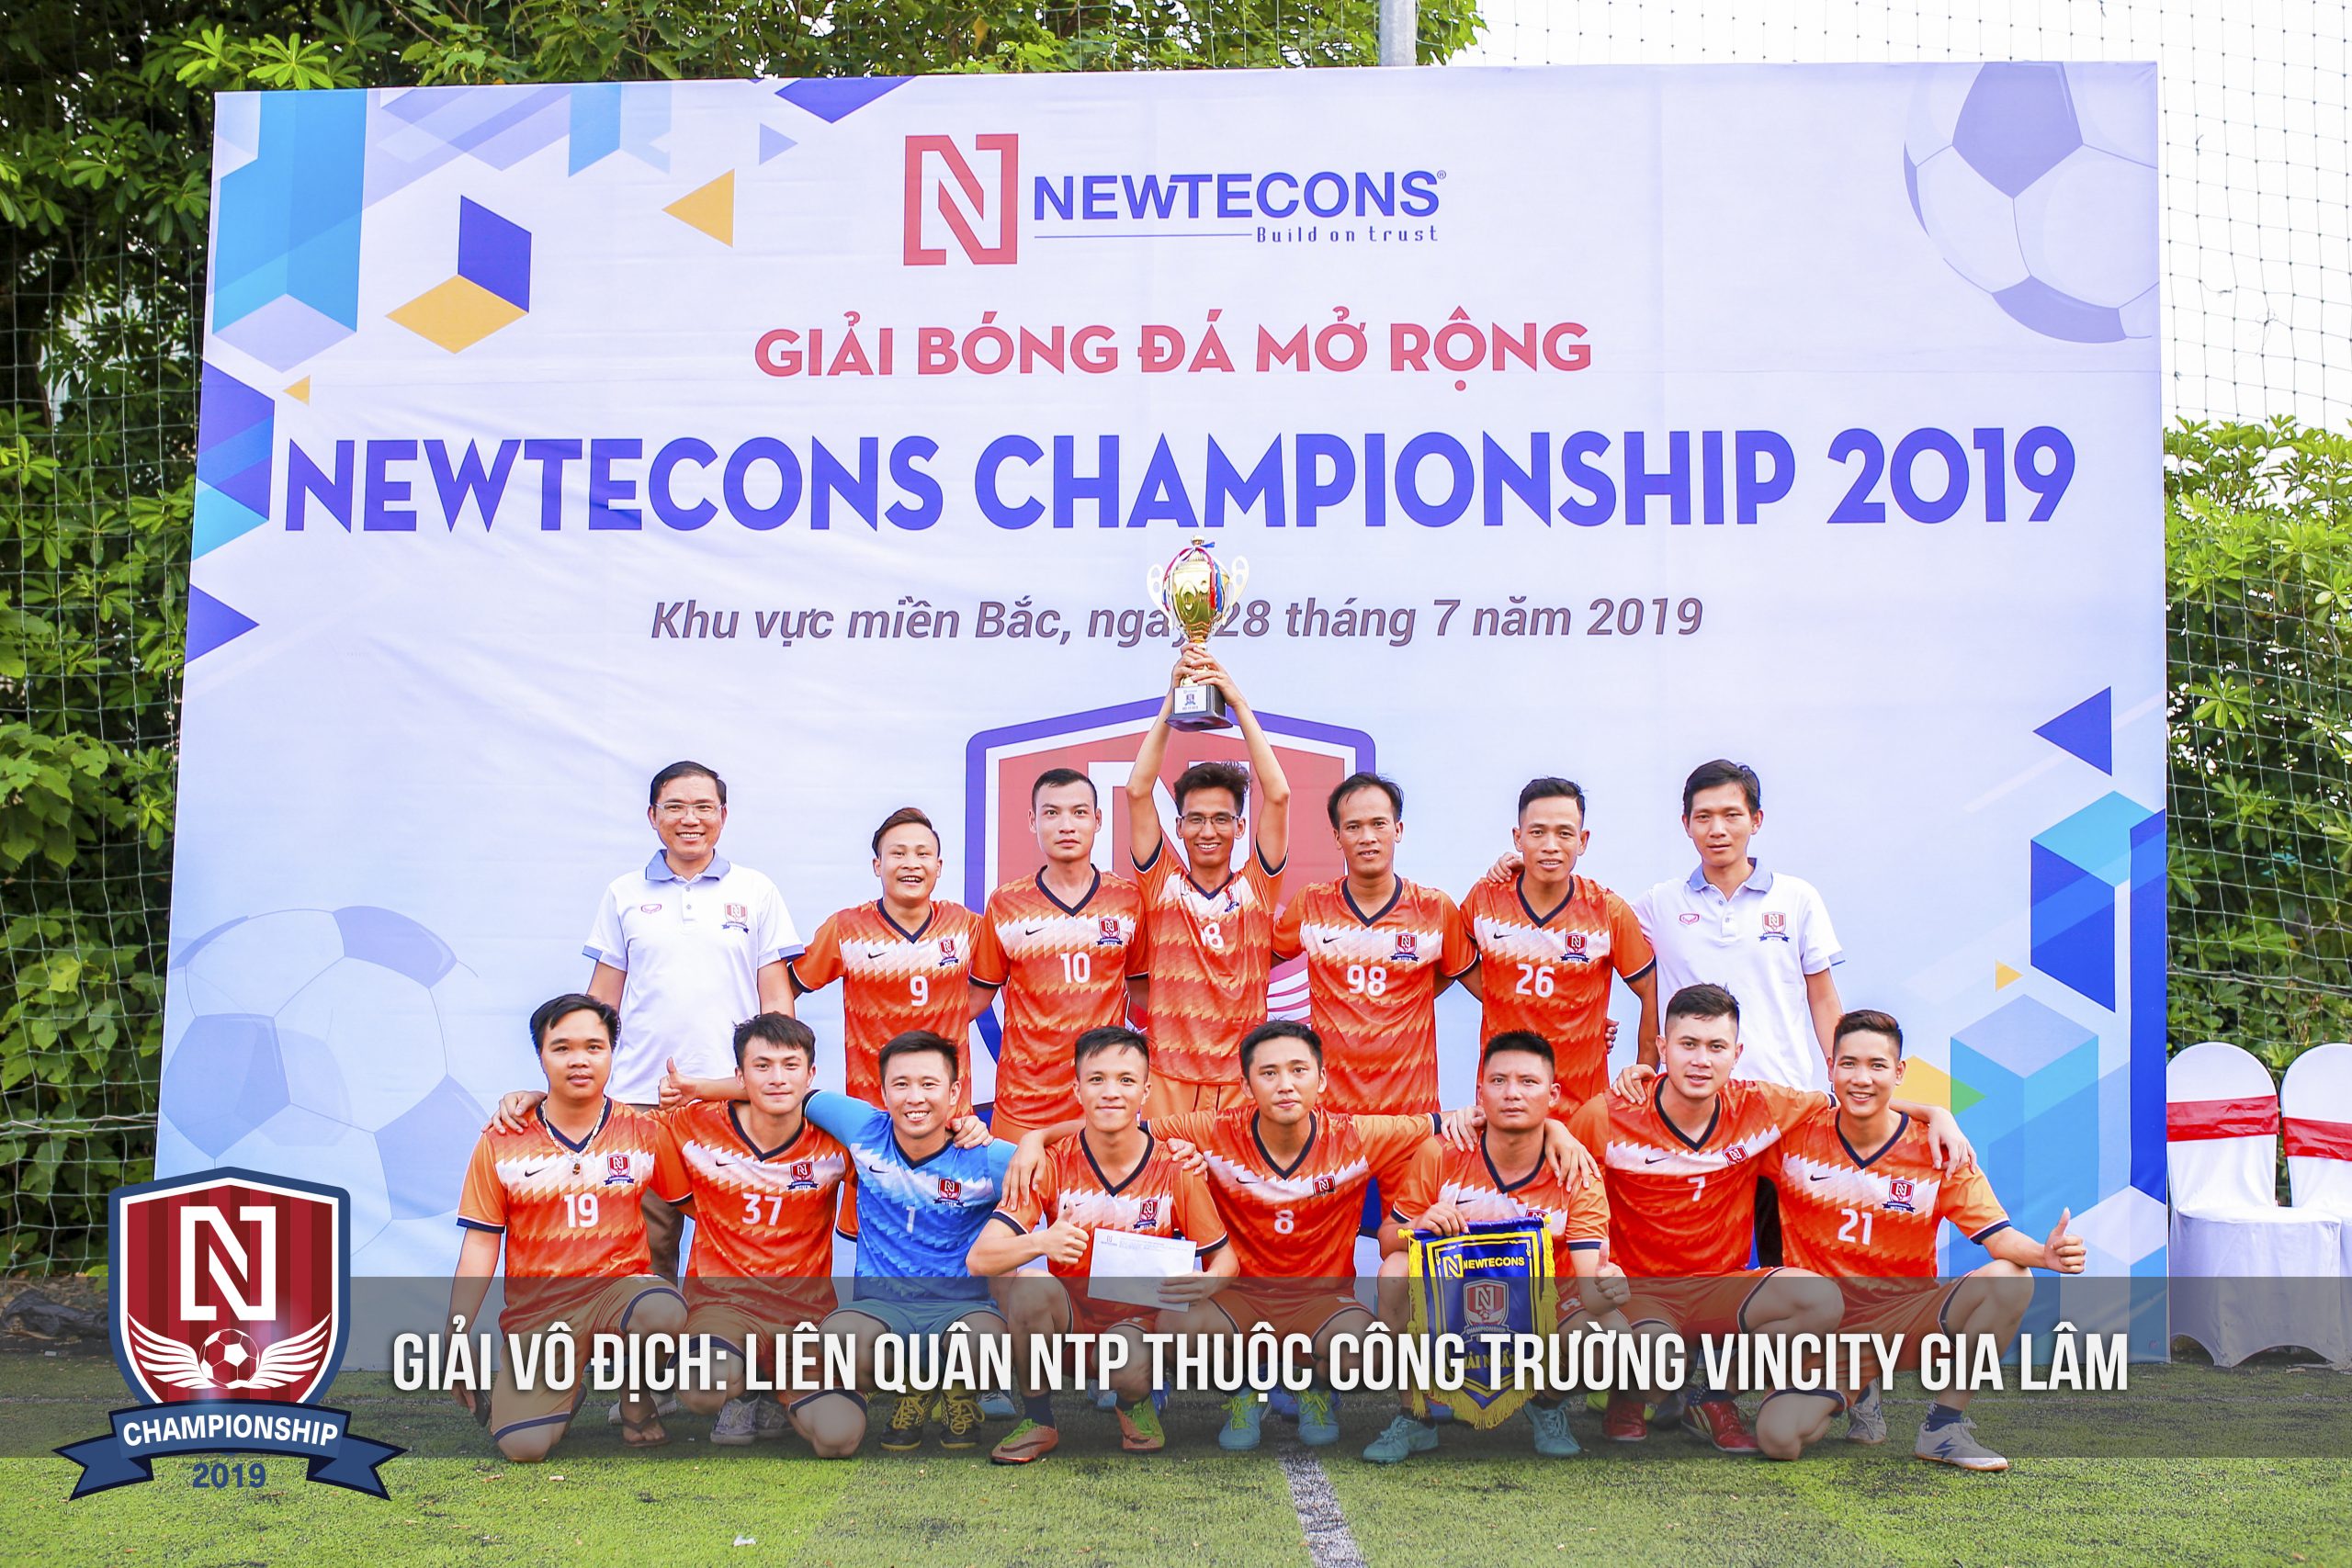 N NEWTECONS®
Build on trust
GIẢI BÓNG ĐÁ MỞ RỘNG
NEWTECONS CHAMPIONSHIP 2019
Khu vực miền Bắc, ngày 28 tháng 7 năm 2019
9
10
8
98
26
19
37
1
8
7
21
N NEWTECONS
N
CHAMPIONSHIP
GIẢI VÔ ĐỊCH: LIÊN QUÂN NTP THUỘC CÔNG TRƯỜNG VINCITY GIA LÂM
N
CHAMPIONSHIP
2019